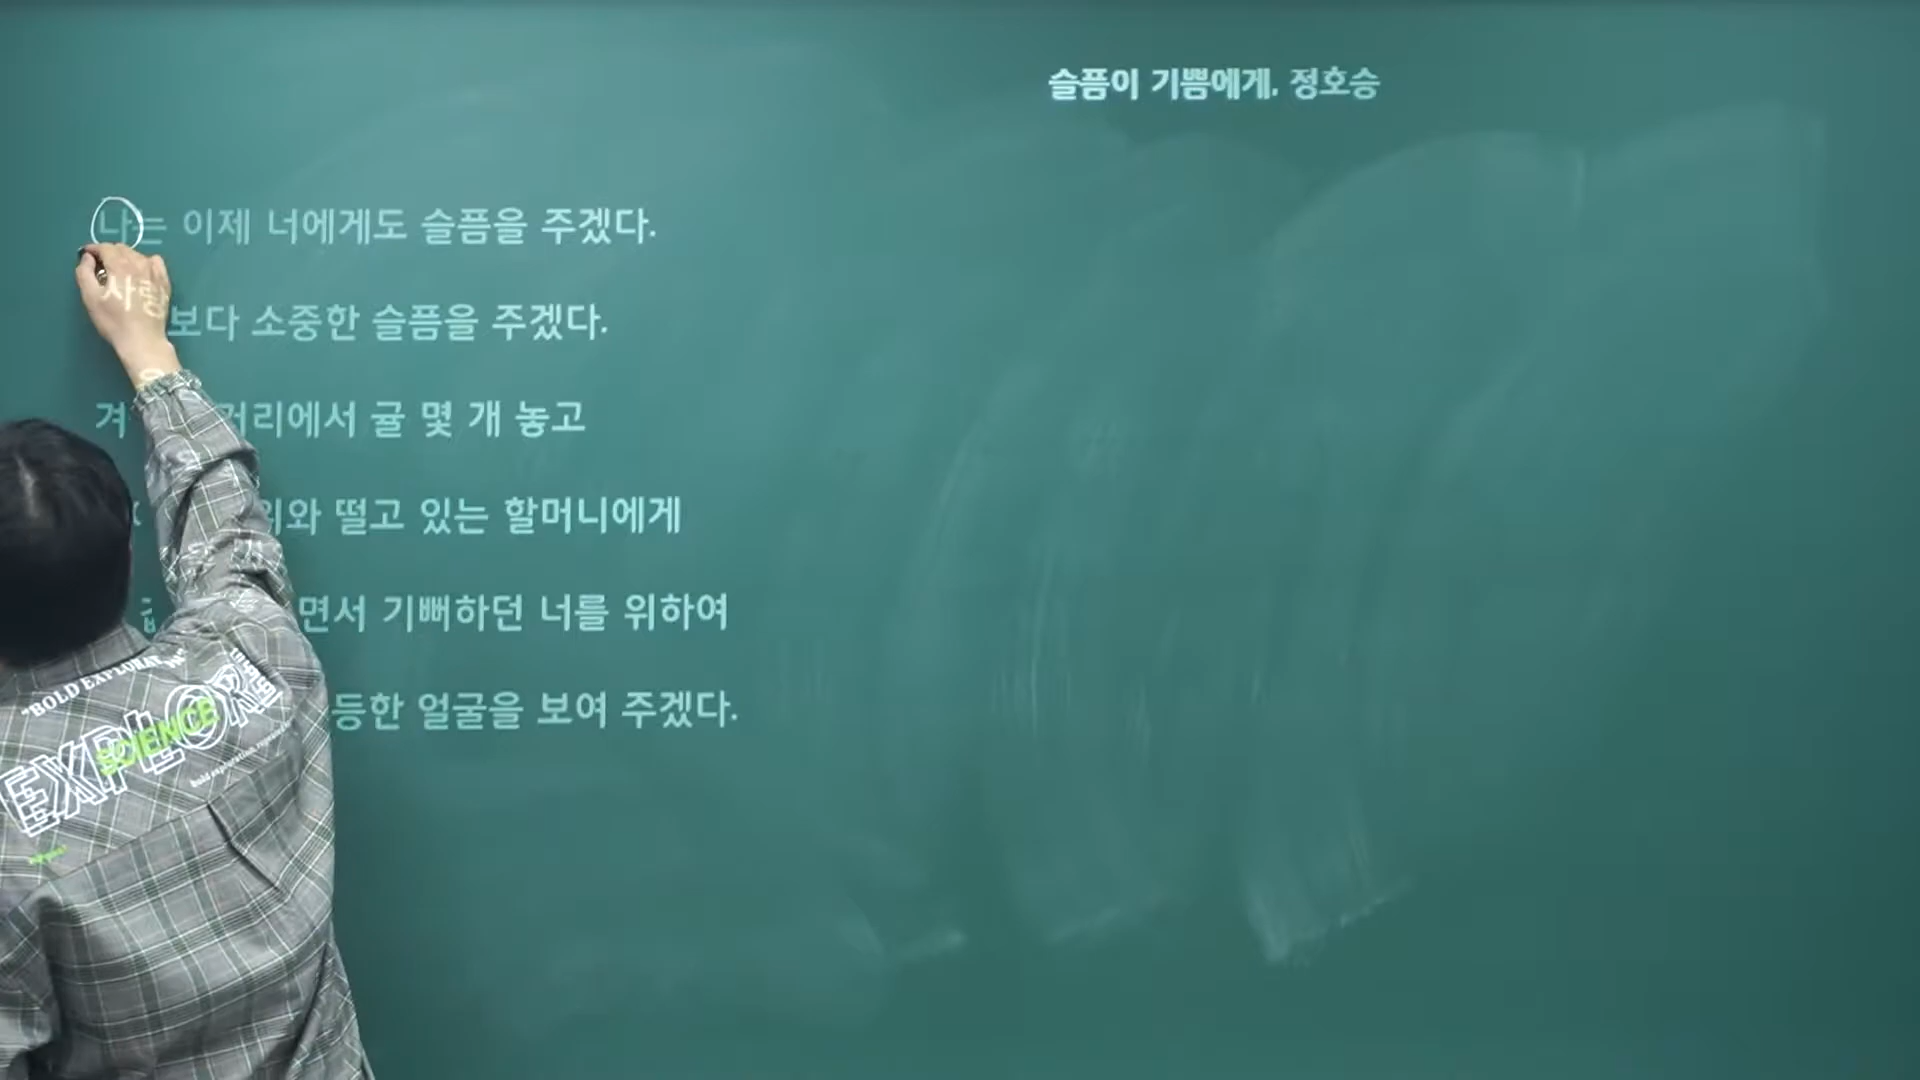 슬픔이 기쁨에게. 정호승
나는 이제 너에게도 슬픔을 주겠다.
사랑보다 소중한 슬픔을 주겠다.
겨 거리에서 귤 몇 개 놓고
떨고 있는 할머니에게
면서 기뻐하던 너를 위하여
등한 얼굴을 보여 주겠다.
"BOLD EXPLORAT
EXPLORE
SCIENCE